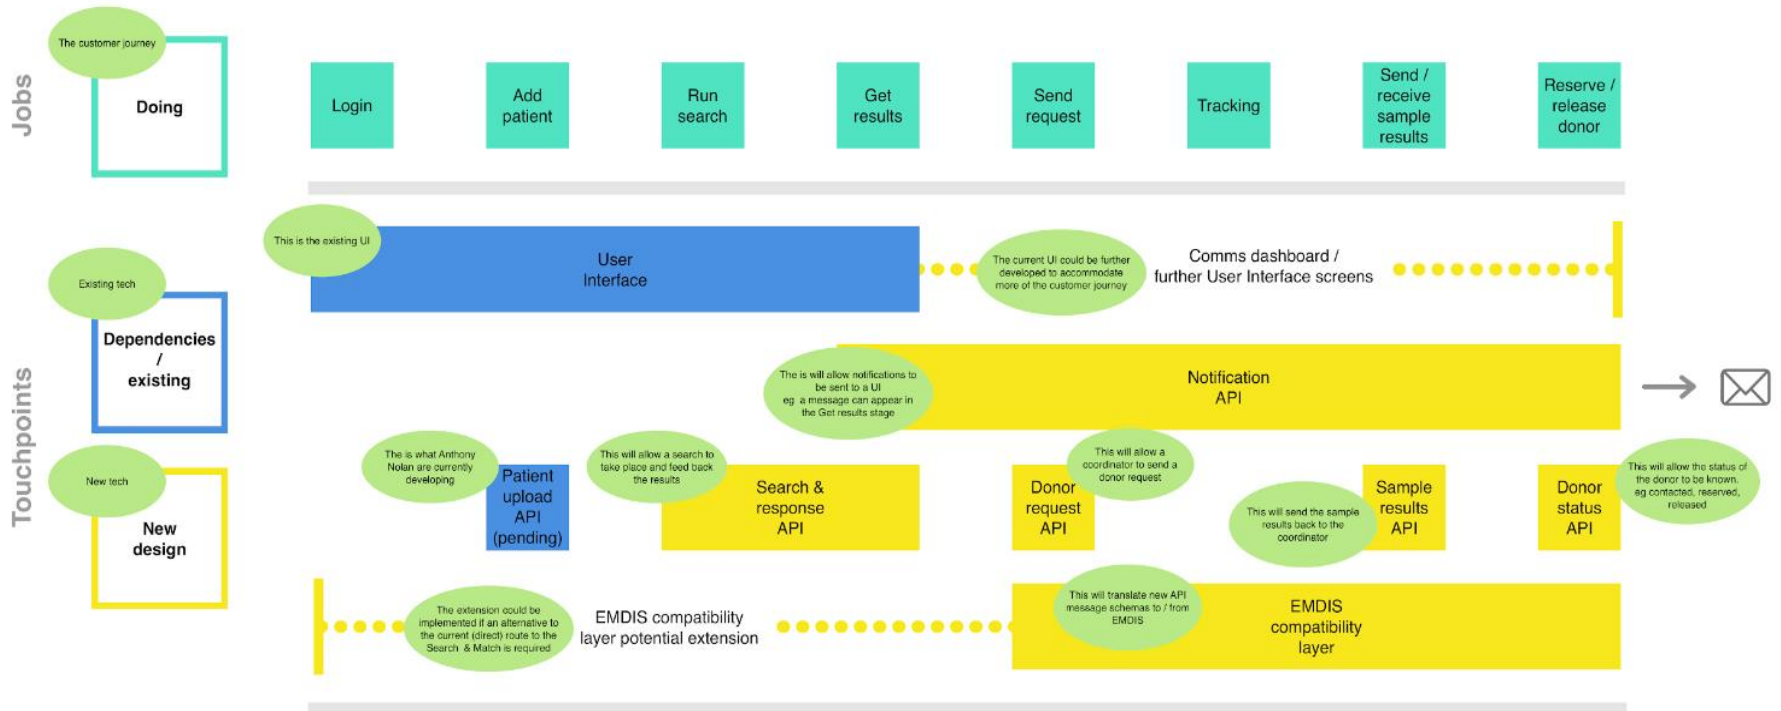 Jobs
The customer journey
Doing
Login
Add
patient
Run
search
Get
results
Send
request
Tracking
Send /
receive
sample
results
Reserve /
release
donor
Touchpoints
Existing tech
Dependencies
/
existing
New tech
New
design
This is the existing UI
User
Interface
The current UI could be further
developed to accommodate
more of the customer journey
Comms dashboard /
further User Interface screens
The is will allow notifications to
be sent to a UI
eg a message can appear in
the Get results stage
Notification
API
The is what Anthony
Nolan are currently
developing
Patient
upload
API
(pending)
This will allow a search to
take place and feed back
the results
Search &
response
API
Donor
request
API
This will allow a
coordinator to send a
donor request
This will send the sample
results back to the
coordinator
Sample
results
API
Donor
status
API
This will allow the status of
the donor to be known.
eg contacted, reserved,
released
The extension could be
implemented if an alternative to
the current (direct) route to the
Search & Match is required
EMDIS compatibility
layer potential extension
This will translate new API
message schemas to / from
EMDIS
EMDIS
compatibility
layer